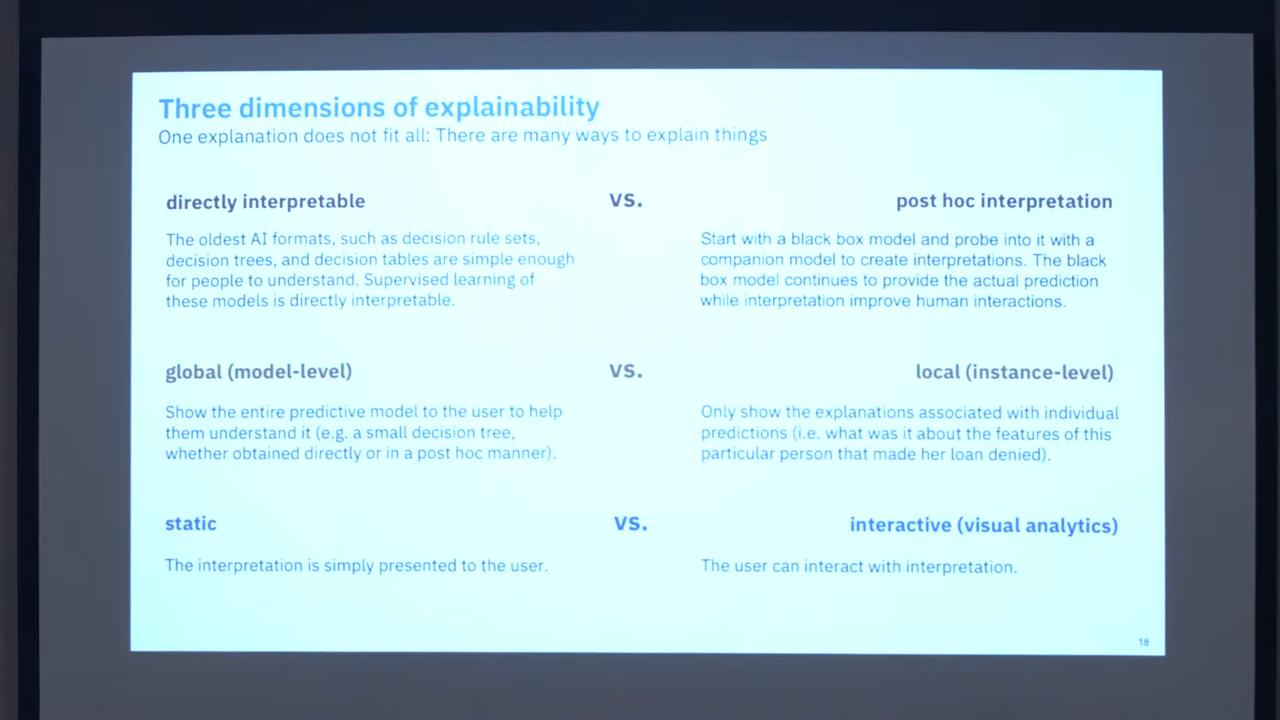 Three dimensions of explainability
One explanation does not fit all: There are many ways to explain things
directly interpretable
vs.
post hoc interpretation
The oldest AI formats, such as decision rule sets,
decision trees, and decision tables are simple enough
for people to understand. Supervised learning of
these models is directly interpretable.
Start with a black box model and probe into it with a
companion model to create interpretations. The black
box model continues to provide the actual prediction
while interpretation improve human interactions.
global (model-level)
vs.
local (instance-level)
Show the entire predictive model to the user to help
them understand it (e.g. a small decision tree,
whether obtained directly or in a post hoc manner).
Only show the explanations associated with individual
predictions (i.e. what was it about the features of this
particular person that made her loan denied).
static
vs.
interactive (visual analytics)
The interpretation is simply presented to the user.
The user can interact with interpretation.
18